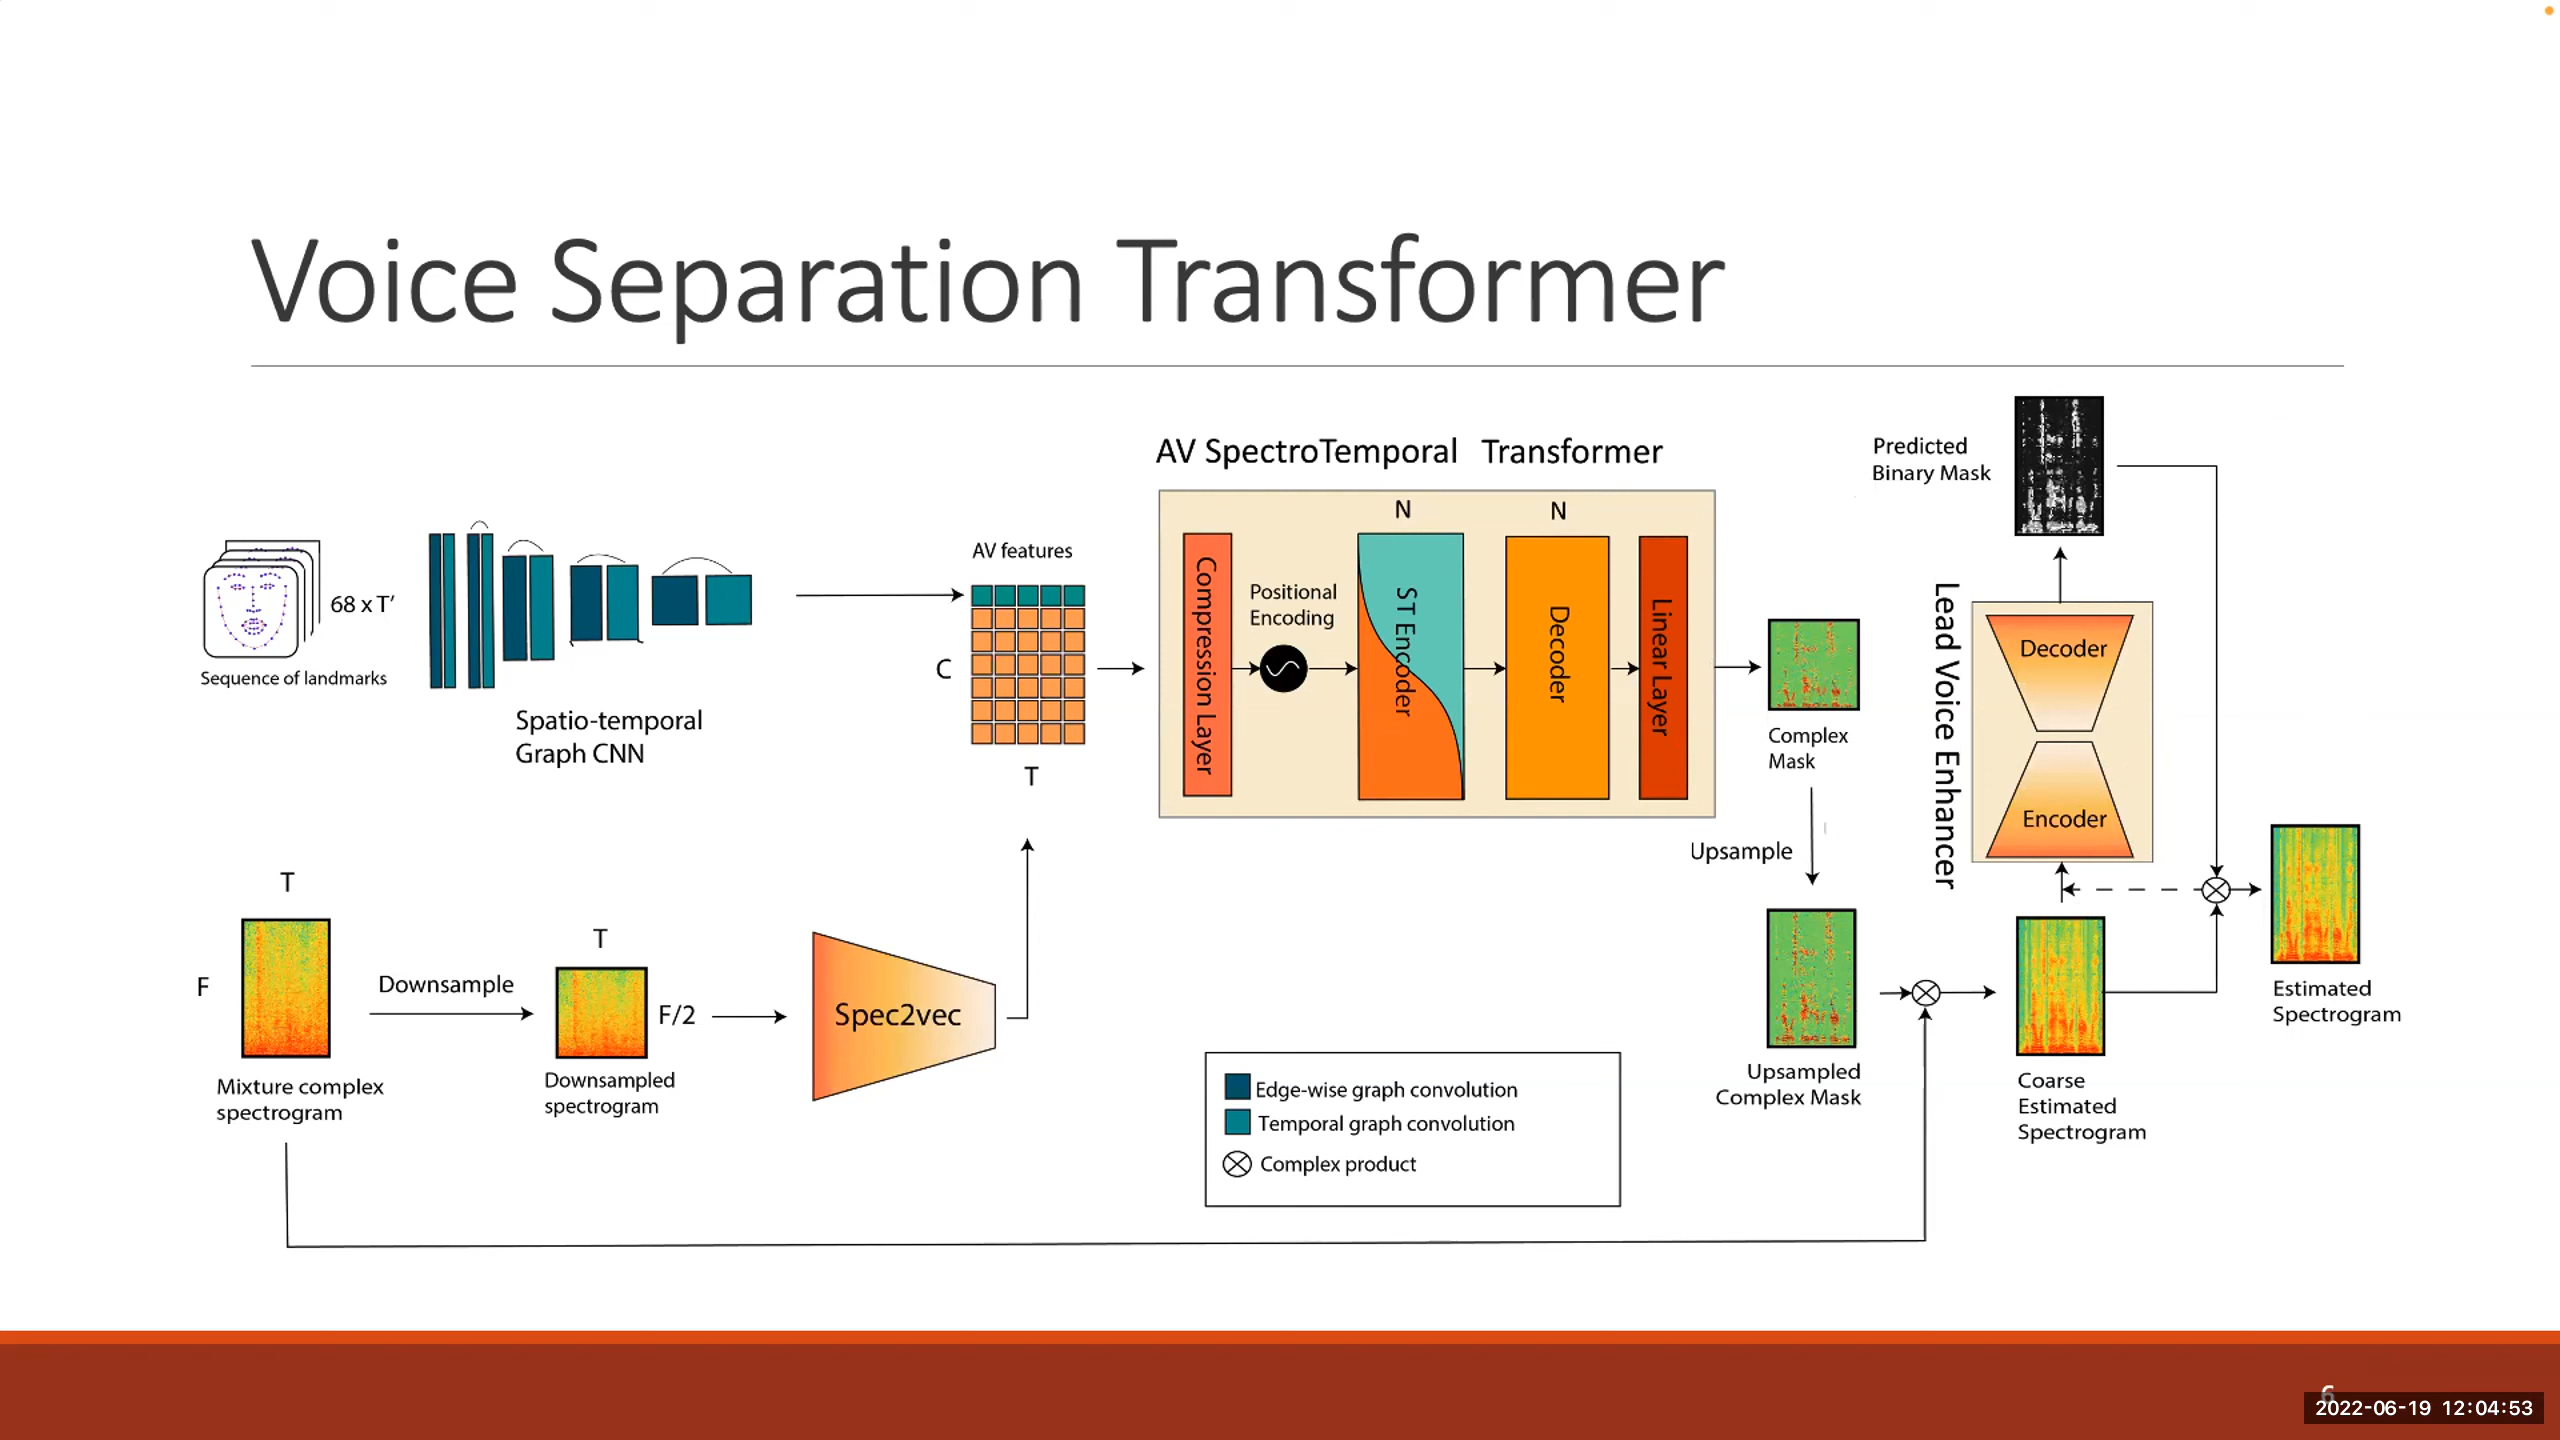 Voice Separation Transformer
AV SpectroTemporal Transformer
Predicted
Binary Mask
N
N
AV features
68 x T’
Sequence of landmarks
Spatio-temporal
Graph CNN
C
T
Compression Layer
Positional
Encoding
ST Encoder
Decoder
Linear Layer
Complex
Mask
Upsample
Lead Voice Enhancer
Decoder
Encoder
T
F
Mixture complex
spectrogram
Downsample
T
F/2
Downsampled
spectrogram
Spec2vec
Upsampled
Complex Mask
Coarse
Estimated
Spectrogram
Estimated
Spectrogram
Edge-wise graph convolution
Temporal graph convolution
Complex product
6
2022-06-19 12:04:53